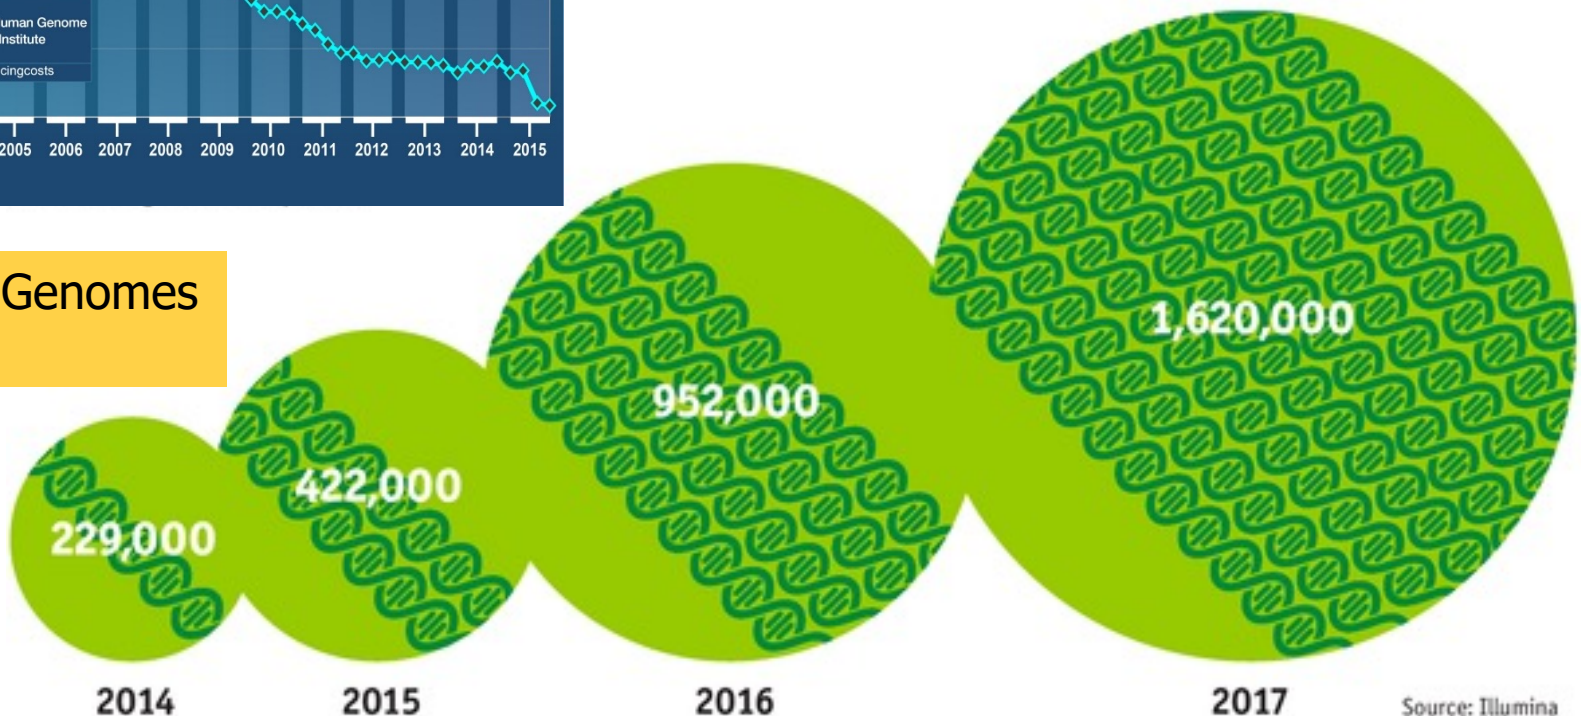 uman Genome
Institute
cingcosts
2005 2006 2007 2008 2009 2010 2011 2012 2013 2014 2015
Genomes
1,620,000
952,000
422,000
229,000
2014 2015 2016 2017
Source: Illumina